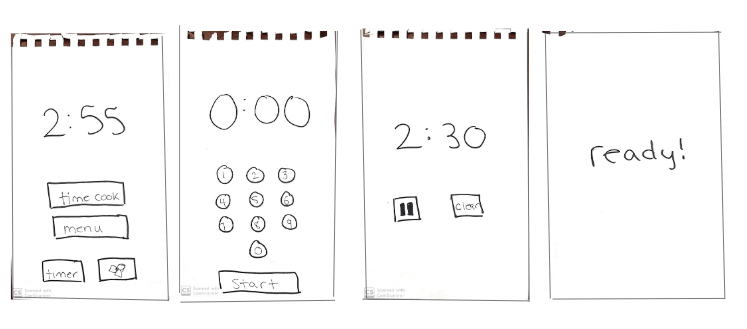 2:55
time cook
menu
timer
CS Scanned with CamScanner
0:00
1 2 3
4 5 6
7 8 9
0
Start
CS Scanned with CamScanner
2:30
clear
CS Scanned with CamScanner
ready!